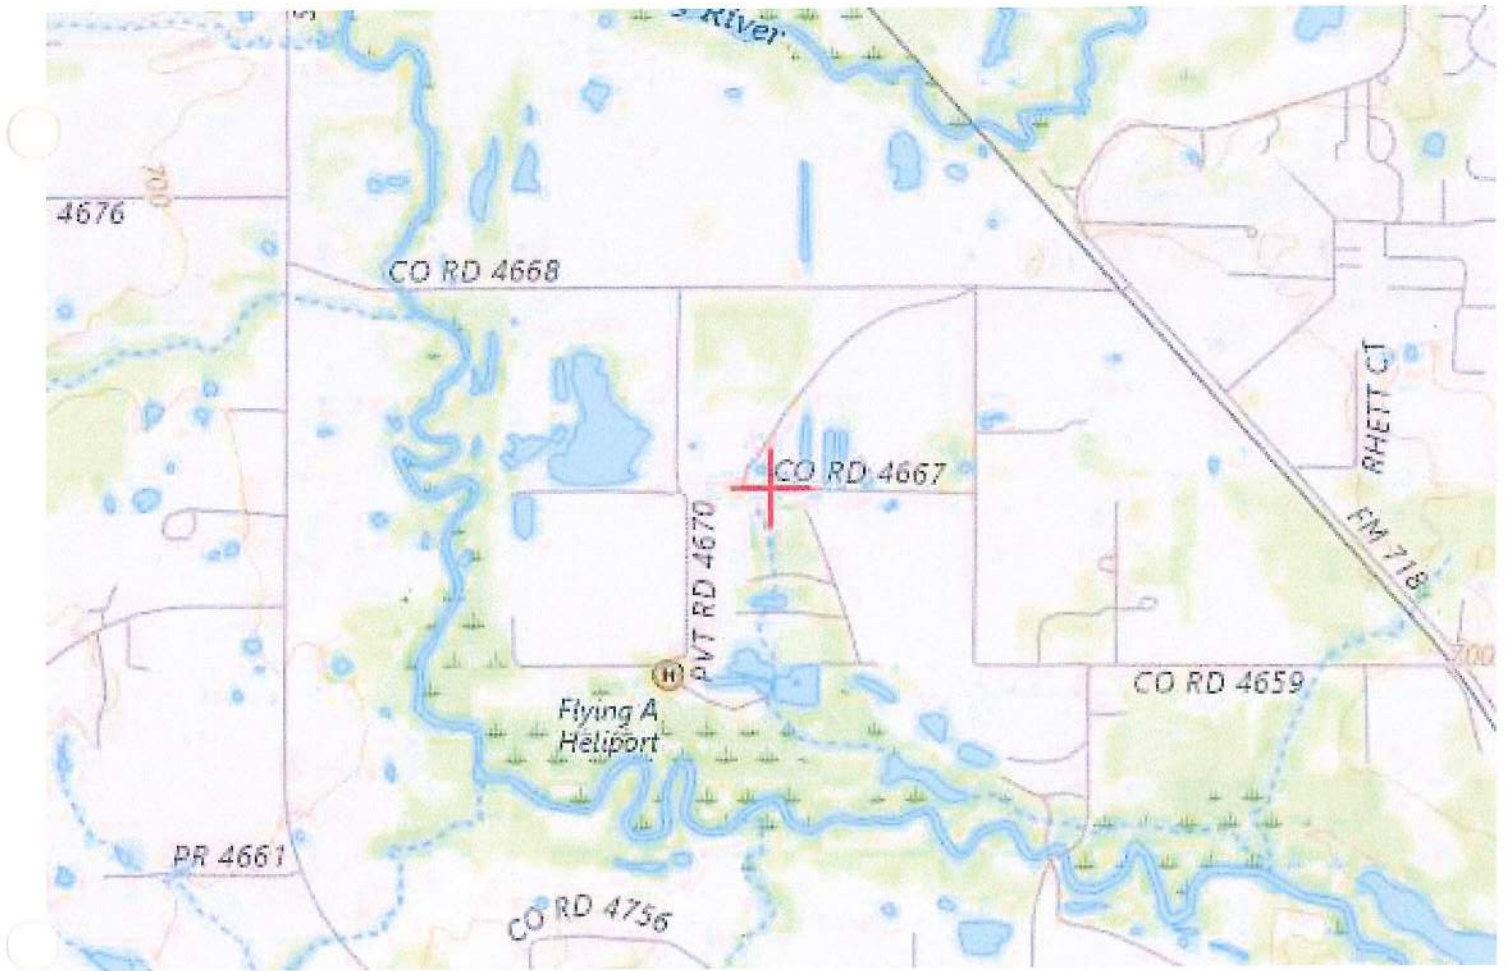 s River
700
4676
CO RD 4668
RHETT CT
CO RD 4667
PVT RD 4670
FM 718
H
700
CO RD 4659
Flying A
Heliport
PR 4661
CO RD 4756